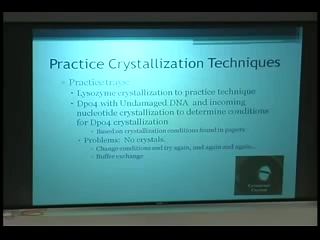 Practice Crystallization Techniques
Practice trays:
Lysozyme crystallization to practice technique
Dpo4 with Undamaged DNA and incoming
nucleotide crystallization to determine conditions
for Dpo4 crystallization
Based on crystallization conditions found in papers.
Problems: No crystals.
Change conditions and try again, and again and again…
Buffer exchange